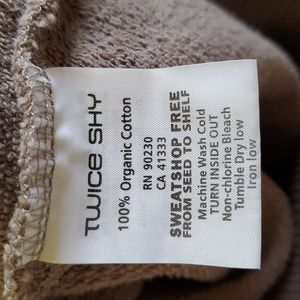 TWICE SHY
100% Organic Cotton
RN 90230
CA 41333
SWEATSHOP FREE
FROM SEED TO SHELF
Machine Wash Cold
TURN INSIDE OUT
Non-chlorine Bleach
Tumble Dry low
Iron low